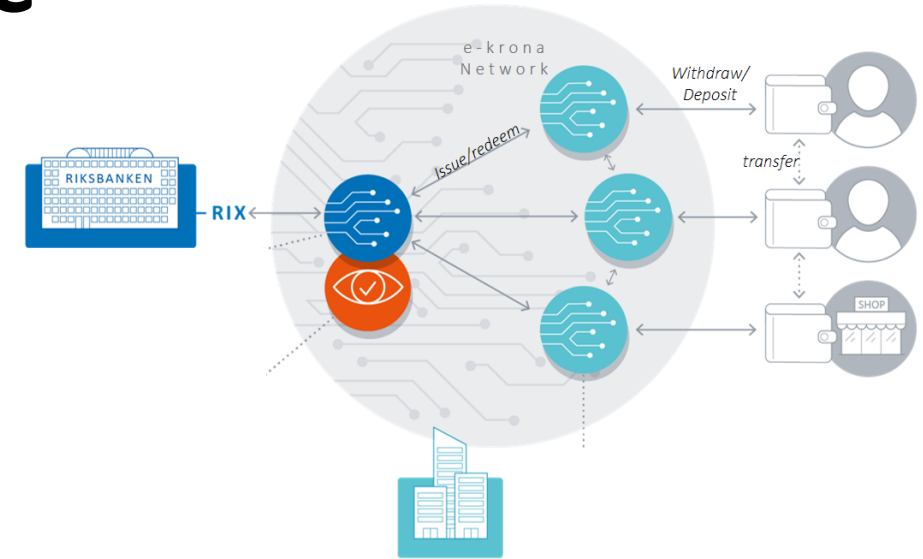 e-krona
Network
Withdraw/
Deposit
Issue/redeem
transfer
RIKSBANKEN
RIX
SHOP